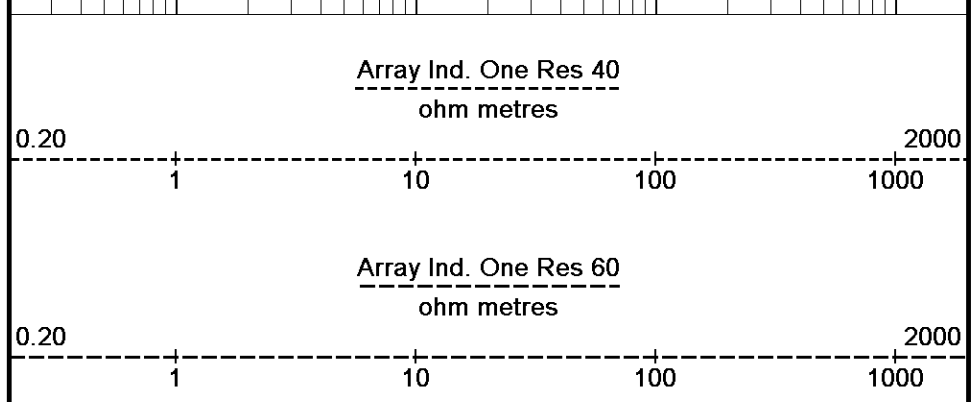 Array Ind. One Res 40
ohm metres
0.20 2000
1 10 100 1000
Array Ind. One Res 60
ohm metres
0.20 2000
1 10 100 1000